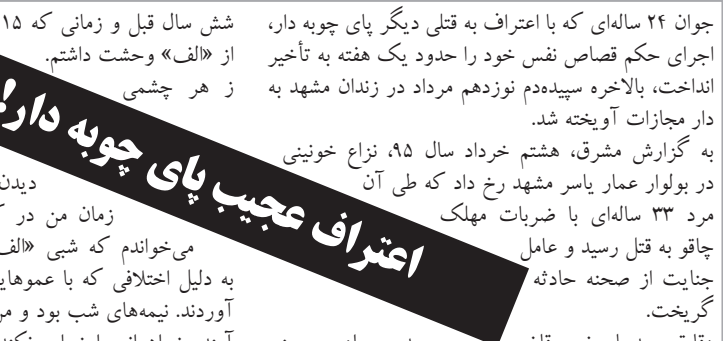 جوان ۲۴ ساله‌ای که با اعتراف به قتلی دیگر پای چوبه دار،
اجرای حکم قصاص نفس خود را حدود یک هفته به تأخیر
انداخت، بالاخره سپیده‌دم نوزدهم مرداد در زندان مشهد به
دار مجازات آویخته شد.
به گزارش مشرق، هشتم خرداد سال ۹۵، نزاع خونینی
در بولوار عمار یاسر مشهد رخ داد که طی آن
مرد ۳۳ ساله‌ای با ضربات مهلک
چاقو به قتل رسید و عامل
جنایت از صحنه حادثه
گریخت.
اعتراف عجیب پای چوبه دار!
شش سال قبل و زمانی که ۱۵
از «الف» وحشت داشتم.
ز هر چشمی
دیدن
زمان من در
می‌خواندم که شبی «الف
به دلیل اختلافی که با عموهای
آوردند. نیمه‌های شب بود و من